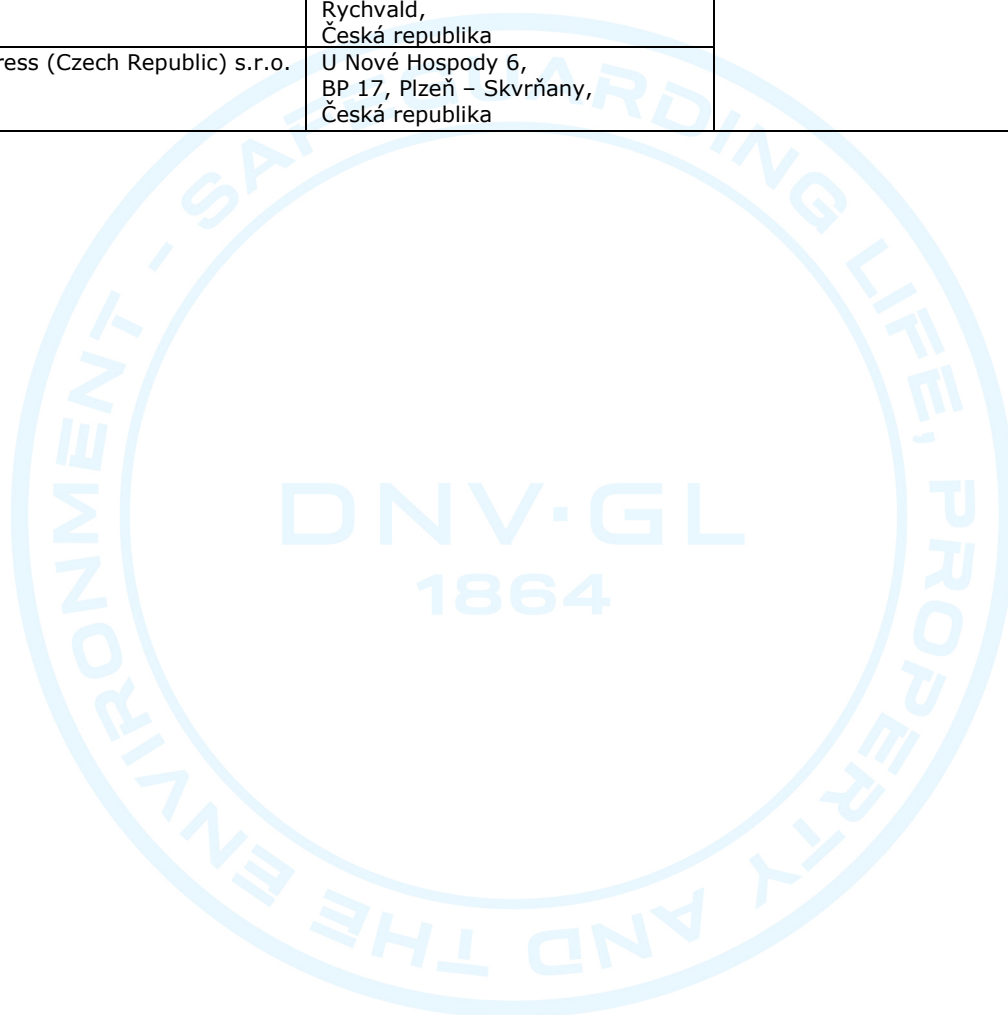 Rychvald,
Česká republika
ress (Czech Republic) s.r.o.
U Nové Hospody 6,
BP 17, Plzeň – Skvrňany,
Česká republika
SAFEGUARDING LIFE, PROPERTY AND THE ENVIRONMENT -
DNV·GL
1864